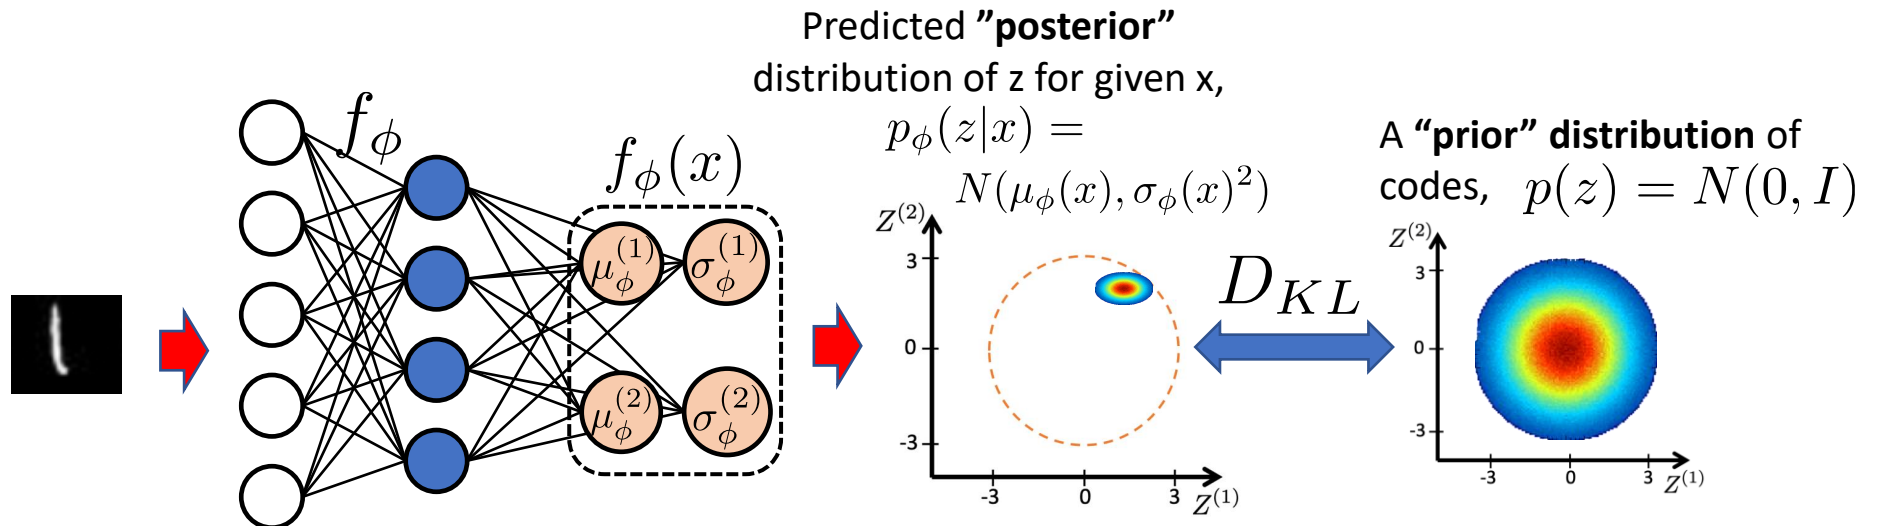 Predicted ”posterior”
distribution of z for given x,
p_ϕ(z|x) =
N(μ_ϕ(x), σ_ϕ(x)²)
A “prior” distribution of
codes, p(z) = N(0, I)
f_ϕ
f_ϕ(x)
μ_ϕ^(1) σ_ϕ^(1)
μ_ϕ^(2) σ_ϕ^(2)
Z^(2)
3
0
-3
-3 0 3 Z^(1)
D_KL
Z^(2)
3
0
-3
-3 0 3 Z^(1)